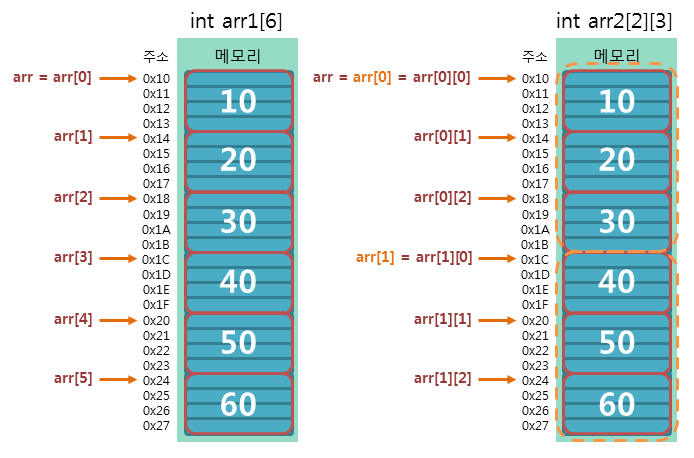 int arr1[6]
주소 메모리
arr = arr[0] 0x10
0x11
0x12
0x13
10
arr[1] 0x14
0x15
0x16
0x17
20
arr[2] 0x18
0x19
0x1A
0x1B
30
arr[3] 0x1C
0x1D
0x1E
0x1F
40
arr[4] 0x20
0x21
0x22
0x23
50
arr[5] 0x24
0x25
0x26
0x27
60
int arr2[2][3]
주소 메모리
arr = arr[0] = arr[0][0] 0x10
0x11
0x12
0x13
10
arr[0][1] 0x14
0x15
0x16
0x17
20
arr[0][2] 0x18
0x19
0x1A
0x1B
30
arr[1] = arr[1][0] 0x1C
0x1D
0x1E
0x1F
40
arr[1][1] 0x20
0x21
0x22
0x23
50
arr[1][2] 0x24
0x25
0x26
0x27
60